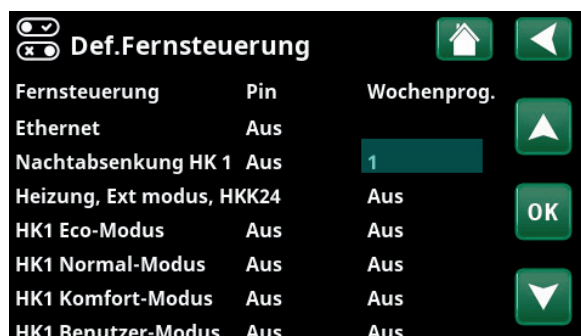 Def.Fernsteuerung
Fernsteuerung Pin Wochenprog.
Ethernet Aus
Nachtabsenkung HK 1 Aus 1
Heizung, Ext modus, HKK24 Aus
HK1 Eco-Modus Aus Aus
OK
HK1 Normal-Modus Aus Aus
HK1 Komfort-Modus Aus Aus
HK1 Benutzer-Modus Aus Aus